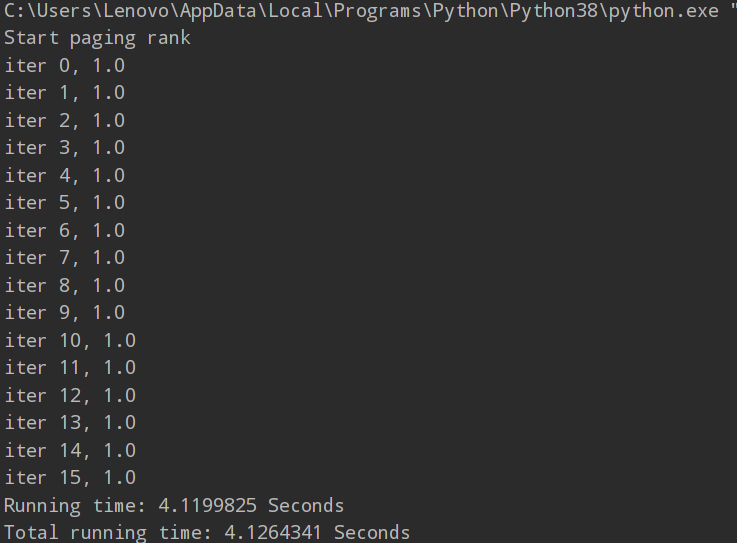 C:\Users\Lenovo\AppData\Local\Programs\Python\Python38\python.exe "
Start paging rank
iter 0, 1.0
iter 1, 1.0
iter 2, 1.0
iter 3, 1.0
iter 4, 1.0
iter 5, 1.0
iter 6, 1.0
iter 7, 1.0
iter 8, 1.0
iter 9, 1.0
iter 10, 1.0
iter 11, 1.0
iter 12, 1.0
iter 13, 1.0
iter 14, 1.0
iter 15, 1.0
Running time: 4.1199825 Seconds
Total running time: 4.1264341 Seconds